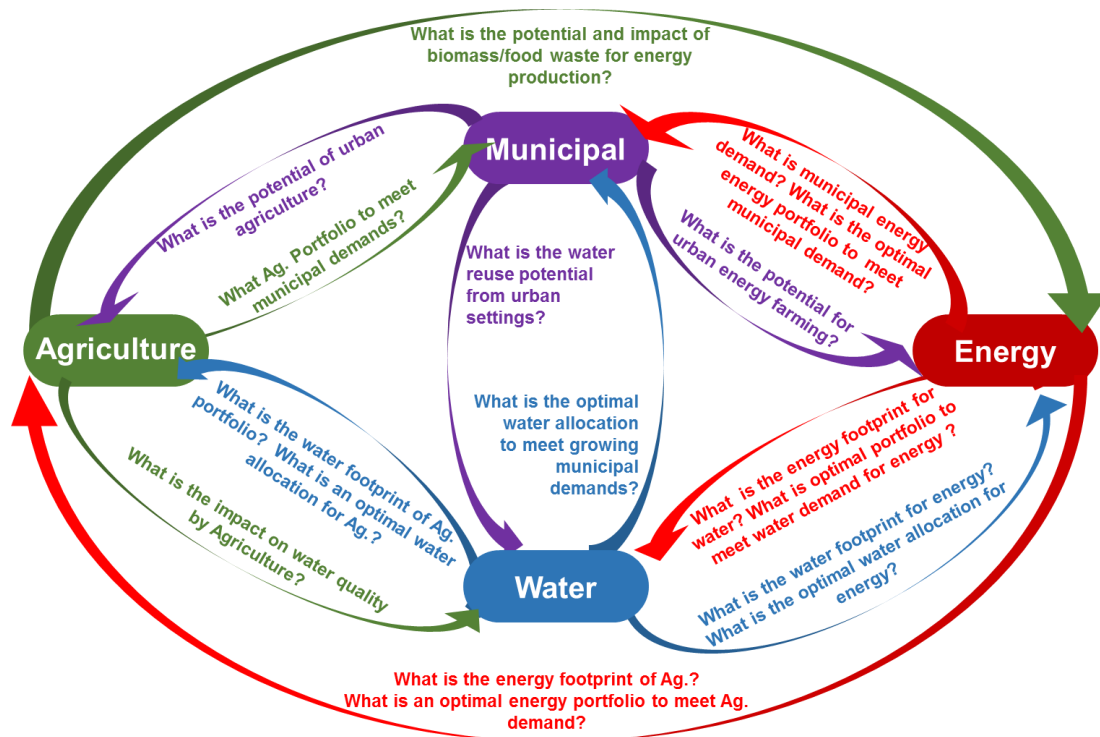 What is the potential and impact of
biomass/food waste for energy
production?
Municipal
What is the potential of urban
agriculture?
What Ag. Portfolio to meet
municipal demands?
What is municipal energy
demand? What is the optimal
energy portfolio to meet
municipal demand?
What is the potential for
urban energy farming?
What is the water
reuse potential
from urban
settings?
Agriculture
Energy
What is the water footprint of Ag.
portfolio? What is an optimal water
allocation for Ag.?
What is the impact on water quality
by Agriculture?
What is the optimal
water allocation
to meet growing
municipal
demands?
What is the energy footprint for
water? What is optimal portfolio to
meet water demand for energy ?
What is the water footprint for energy?
What is the optimal water allocation for
energy?
Water
What is the energy footprint of Ag.?
What is an optimal energy portfolio to meet Ag.
demand?